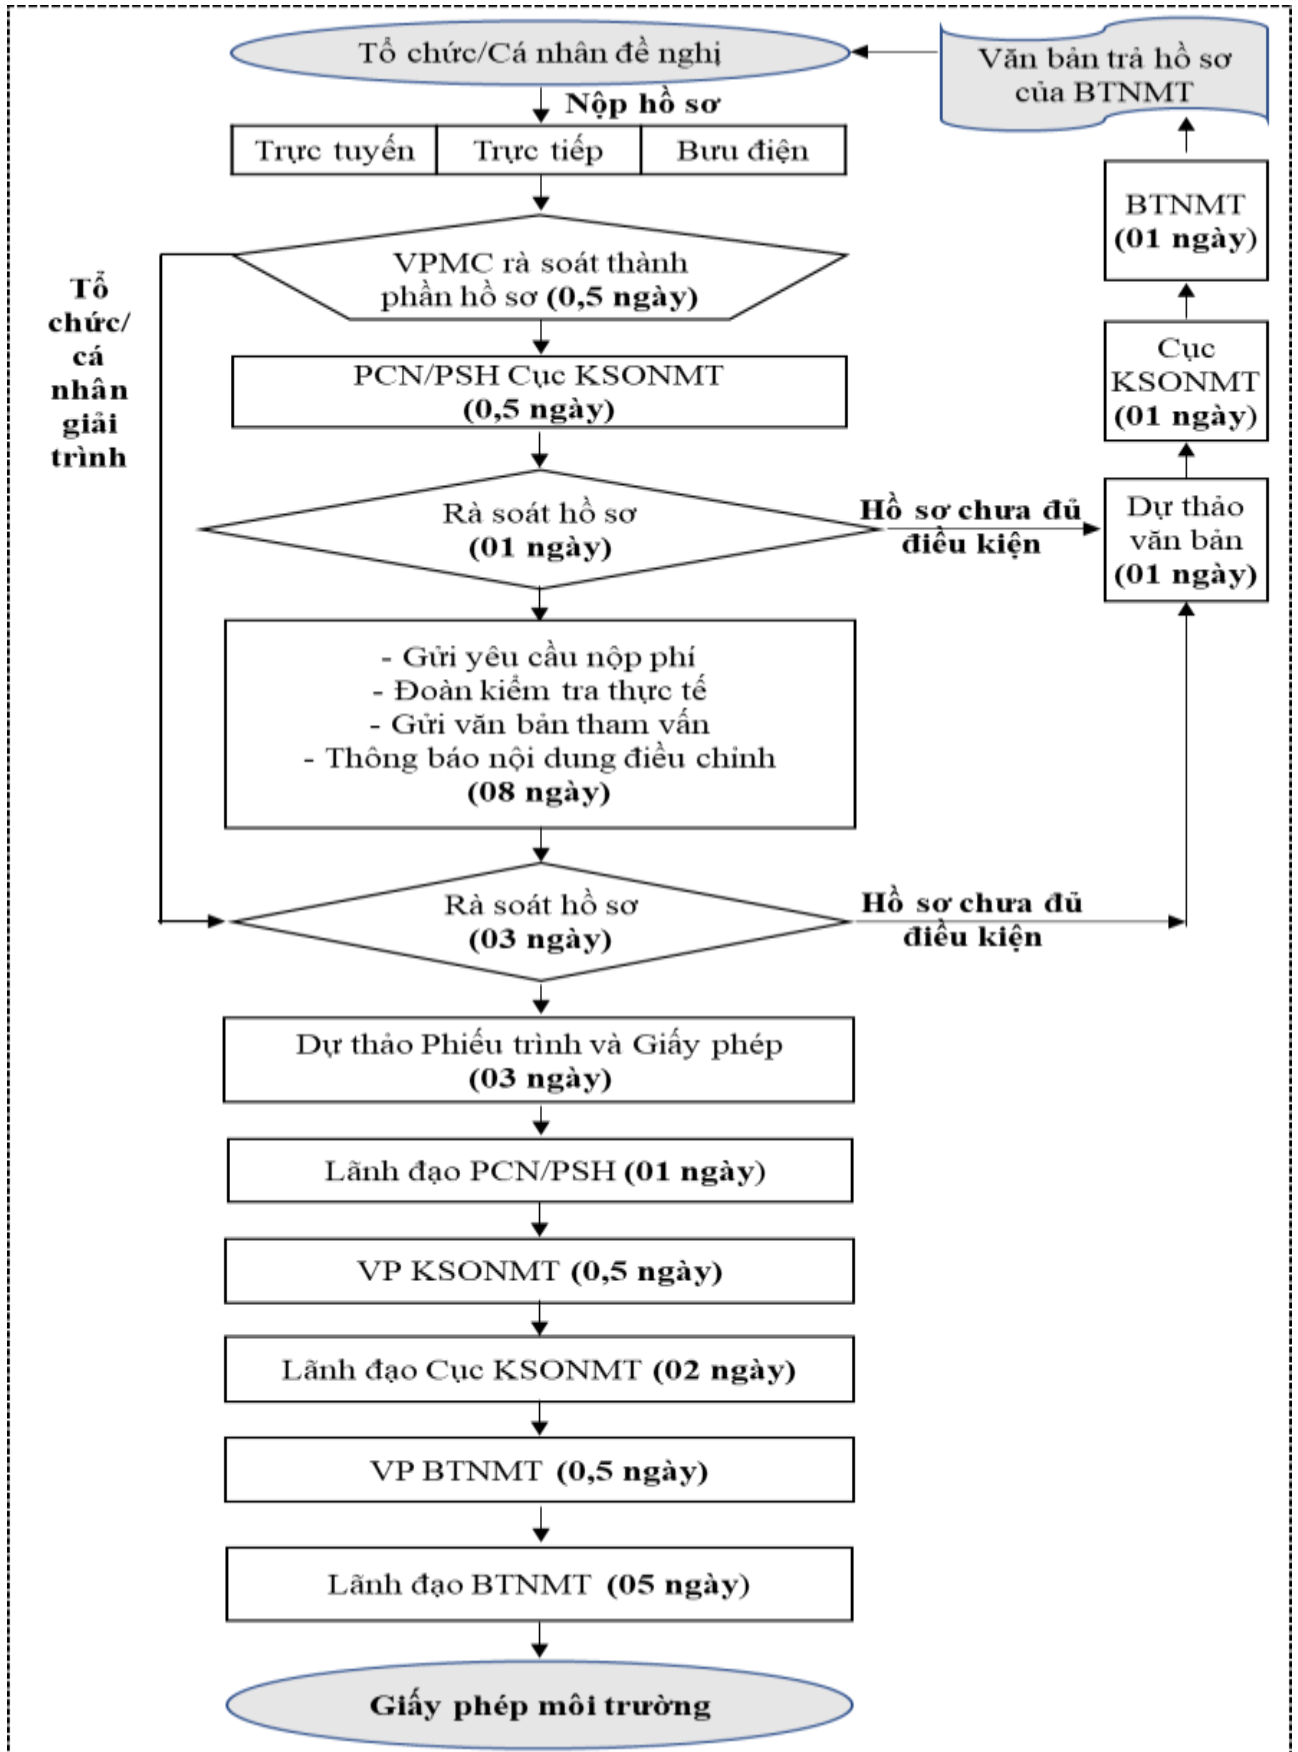 Tổ chức/Cá nhân đề nghị
Văn bản trả hồ sơ
của BTNMT
Nộp hồ sơ
Trực tuyến
Trực tiếp
Bưu điện
BTNMT
(01 ngày)
VPMC rà soát thành
phần hồ sơ (0,5 ngày)
Tổ
chức/
cá
nhân
giải
trình
Cục
KSONMT
(01 ngày)
PCN/PSH Cục KSONMT
(0,5 ngày)
Rà soát hồ sơ
(01 ngày)
Hồ sơ chưa đủ
điều kiện
Dự thảo
văn bản
(01 ngày)
- Gửi yêu cầu nộp phí
- Đoàn kiểm tra thực tế
- Gửi văn bản tham vấn
- Thông báo nội dung điều chỉnh
(08 ngày)
Rà soát hồ sơ
(03 ngày)
Hồ sơ chưa đủ
điều kiện
Dự thảo Phiếu trình và Giấy phép
(03 ngày)
Lãnh đạo PCN/PSH (01 ngày)
VP KSONMT (0,5 ngày)
Lãnh đạo Cục KSONMT (02 ngày)
VP BTNMT (0,5 ngày)
Lãnh đạo BTNMT (05 ngày)
Giấy phép môi trường